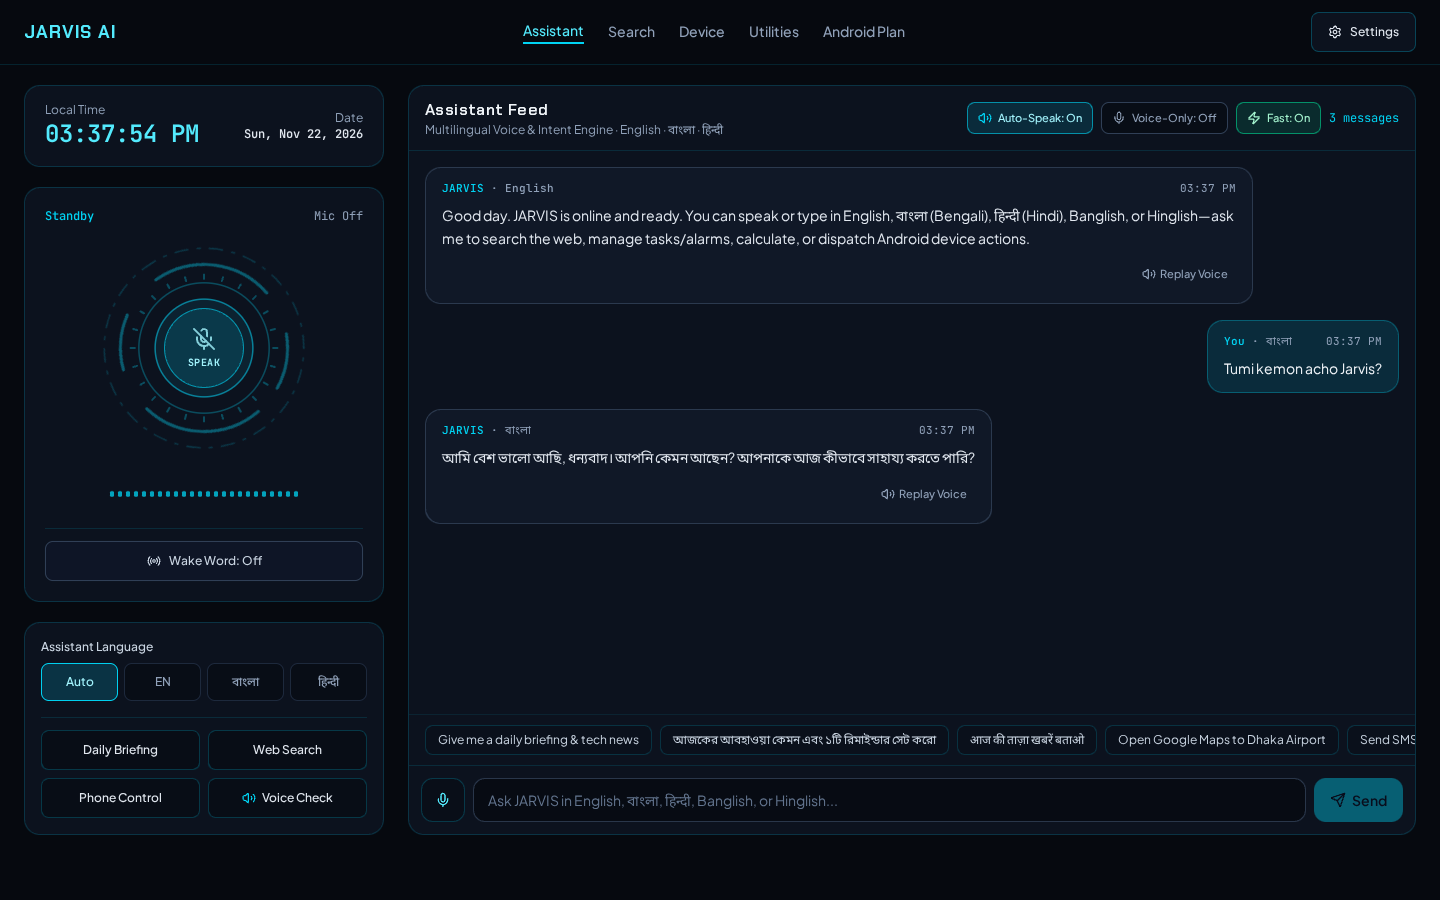 JARVIS AI
Assistant
Search
Device
Utilities
Android Plan
Settings
Local Time
03:37:54 PM
Date
Sun, Nov 22, 2026
Standby
Mic Off
SPEAK
Wake Word: Off
Assistant Language
Auto
EN
বাংলা
हिन्दी
Daily Briefing
Web Search
Phone Control
Voice Check
Assistant Feed
Multilingual Voice & Intent Engine · English · বাংলা · हिन्दी
Auto-Speak: On
Voice-Only: Off
Fast: On
3 messages
JARVIS · English
03:37 PM
Good day. JARVIS is online and ready. You can speak or type in English, বাংলা (Bengali), हिन्दी (Hindi), Banglish, or Hinglish—ask
me to search the web, manage tasks/alarms, calculate, or dispatch Android device actions.
Replay Voice
You · বাংলা
03:37 PM
Tumi kemon acho Jarvis?
JARVIS · বাংলা
03:37 PM
আমি বেশ ভালো আছি, ধন্যবাদ। আপনি কেমন আছেন? আপনাকে আজ কীভাবে সাহায্য করতে পারি?
Replay Voice
Give me a daily briefing & tech news
আজকের আবহাওয়া কেমন এবং ১টি রিমাইন্ডার সেট করো
आज की ताज़ा खबरें बताओ
Open Google Maps to Dhaka Airport
Send SMS
Ask JARVIS in English, বাংলা, हिन्दी, Banglish, or Hinglish...
Send